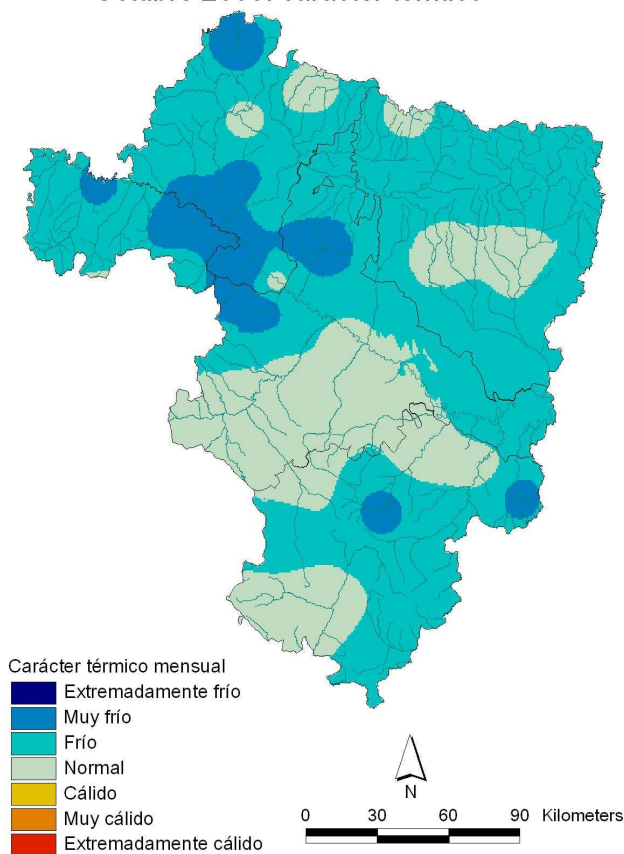 Carácter térmico mensual
Extremadamente frío
Muy frío
Frío
Normal
Cálido
Muy cálido
Extremadamente cálido
N
0 30 60 90 Kilometers